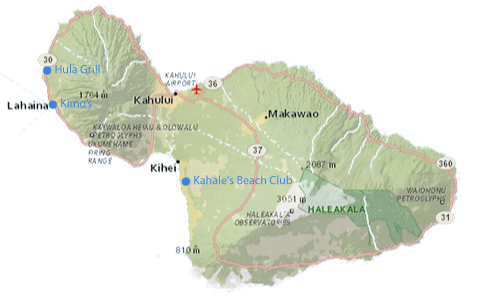 30
Hula Grill
KAHULUI
AIRPORT
36
1764 m
Lahaina
Kimo's
Kahului
Makawao
KAYWALOA HEIAU & OLOWALU
PETROGLYPHS
UKUMEHAME
FIRING
RANGE
37
Kihei
2087 m
360
Kahale's Beach Club
WAIOHONU
PETROGLYPHS
3051 m
HALEAKALA
HALEAKALA
OBSERVATORIES
31
810 m